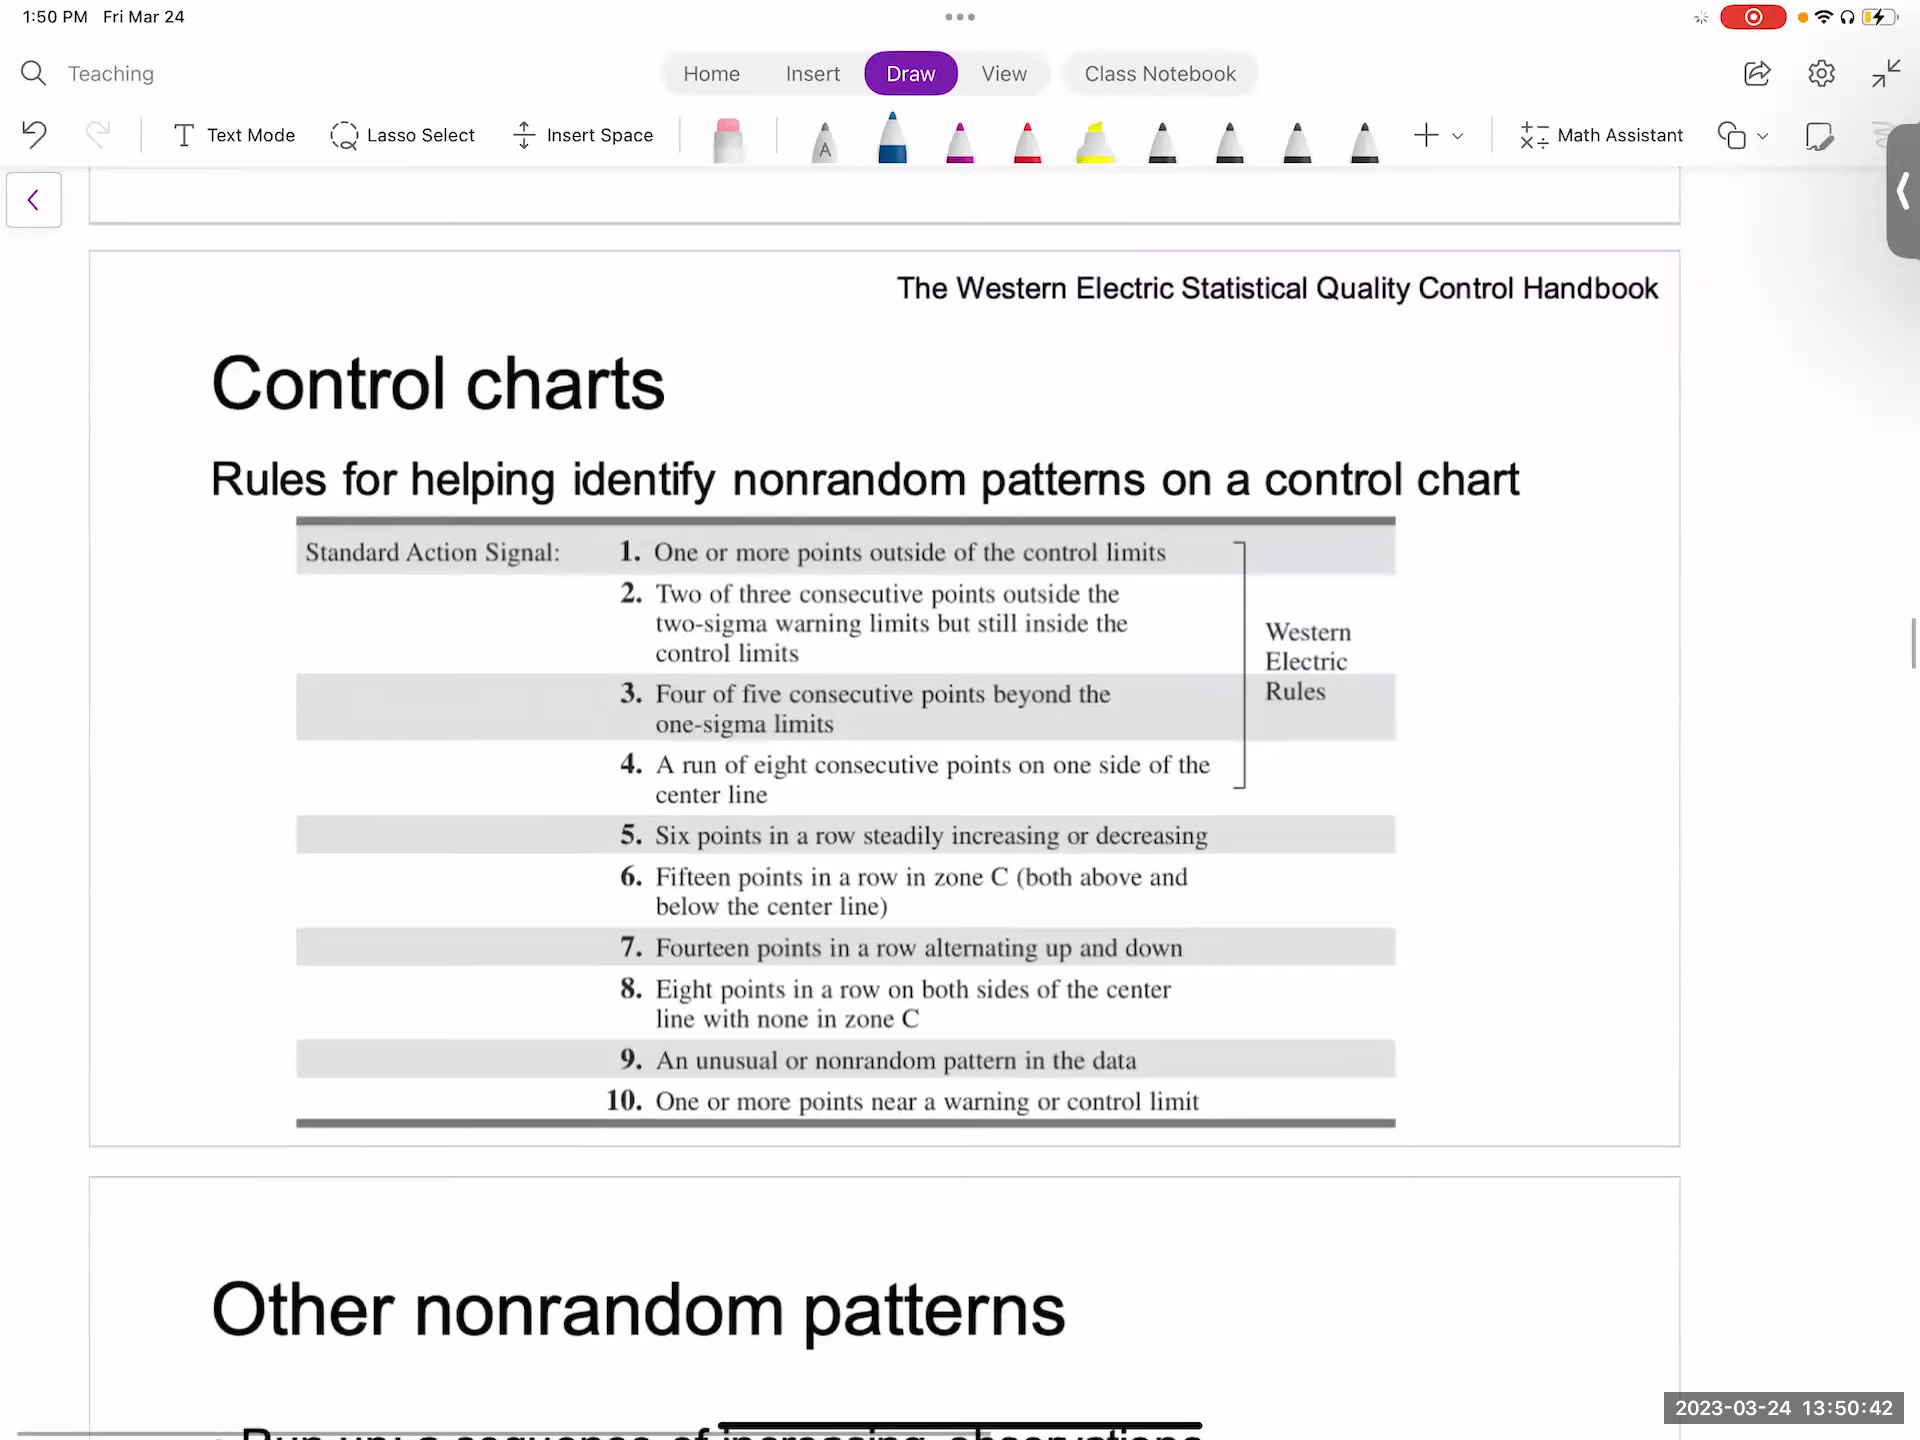 1:50 PM Fri Mar 24
Teaching
Home Insert Draw View Class Notebook
Text Mode Lasso Select Insert Space A Math Assistant
The Western Electric Statistical Quality Control Handbook
Control charts
Rules for helping identify nonrandom patterns on a control chart
Standard Action Signal:
1. One or more points outside of the control limits
2. Two of three consecutive points outside the
two-sigma warning limits but still inside the
control limits
3. Four of five consecutive points beyond the
one-sigma limits
4. A run of eight consecutive points on one side of the
center line
Western
Electric
Rules
5. Six points in a row steadily increasing or decreasing
6. Fifteen points in a row in zone C (both above and
below the center line)
7. Fourteen points in a row alternating up and down
8. Eight points in a row on both sides of the center
line with none in zone C
9. An unusual or nonrandom pattern in the data
10. One or more points near a warning or control limit
Other nonrandom patterns
Run up: a sequence of increasing observations
2023-03-24 13:50:42